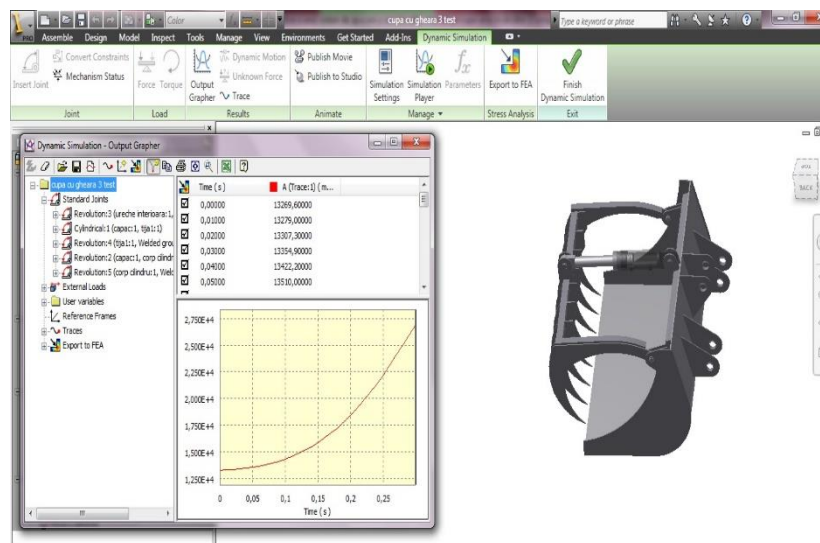 Color
cupa cu gheara 3 test
Type a keyword or phrase
PRO Assemble Design Model Inspect Tools Manage View Environments Get Started Add-Ins Dynamic Simulation
Insert Joint
Convert Constraints
Mechanism Status
Force Torque
Output Grapher
Dynamic Motion
Unknown Force
Trace
Publish Movie
Publish to Studio
Simulation Settings
Simulation Player
fx
Parameters
Export to FEA
Finish
Dynamic Simulation
Joint Load Results Animate Manage Stress Analysis Exit
Dynamic Simulation - Output Grapher
cupa cu gheara 3 test
Standard Joints
Revolution:3 (ureche interioara:1,
Cylindrical:1 (capac:1, tija1:1)
Revolution:4 (tija1:1, Welded grou
Revolution:2 (capac:1, corp clindr
Revolution:5 (corp clindru:1, Weld
External Loads
User variables
Reference Frames
Traces
Export to FEA
Time ( s ) A (Trace:1) ( m...
0,00000 13269,60000
0,01000 13279,00000
0,02000 13307,30000
0,03000 13354,90000
0,04000 13422,20000
0,05000 13510,00000
2,750E+4
2,500E+4
2,250E+4
2,000E+4
1,750E+4
1,500E+4
1,250E+4
0 0,05 0,1 0,15 0,2 0,25
Time ( s )
BACK